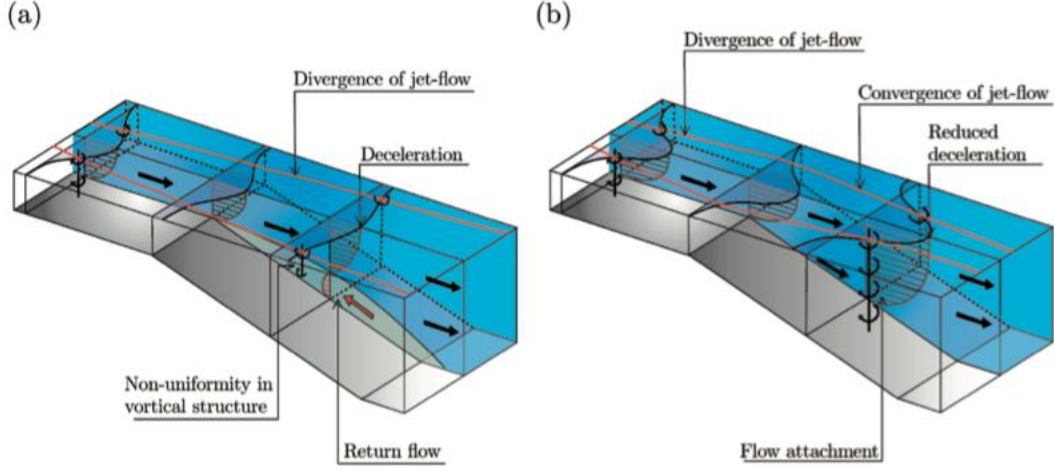 (a)
Divergence of jet-flow
Deceleration
Non-uniformity in
vortical structure
Return flow
(b)
Divergence of jet-flow
Convergence of jet-flow
Reduced
deceleration
Flow attachment